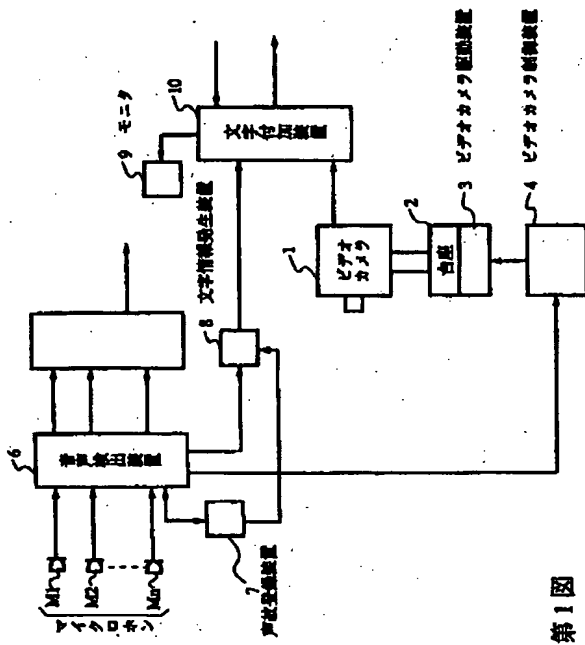 マイクロホン
M1
M2
Mn
6
音声検出装置
7
声紋登録装置
8
文字情報発生装置
9
モニタ
10
文字付加装置
1
ビデオ
カメラ
2
台座
3
ビデオカメラ駆動装置
4
ビデオカメラ制御装置
第1図